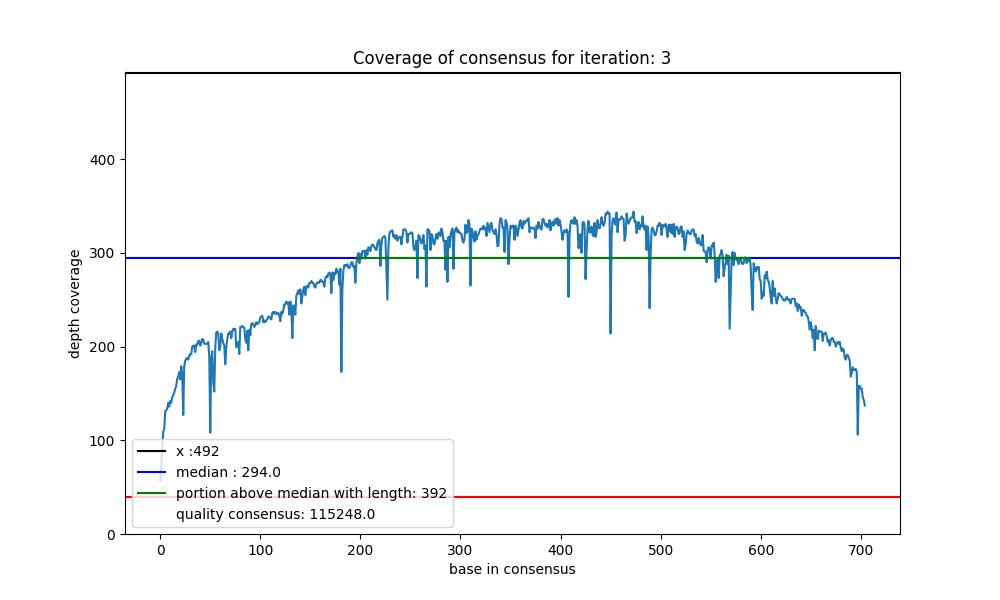 Coverage of consensus for iteration: 3
400
300
200
100
0
depth coverage
x :492
median : 294.0
portion above median with length: 392
quality consensus: 115248.0
0 100 200 300 400 500 600 700
base in consensus